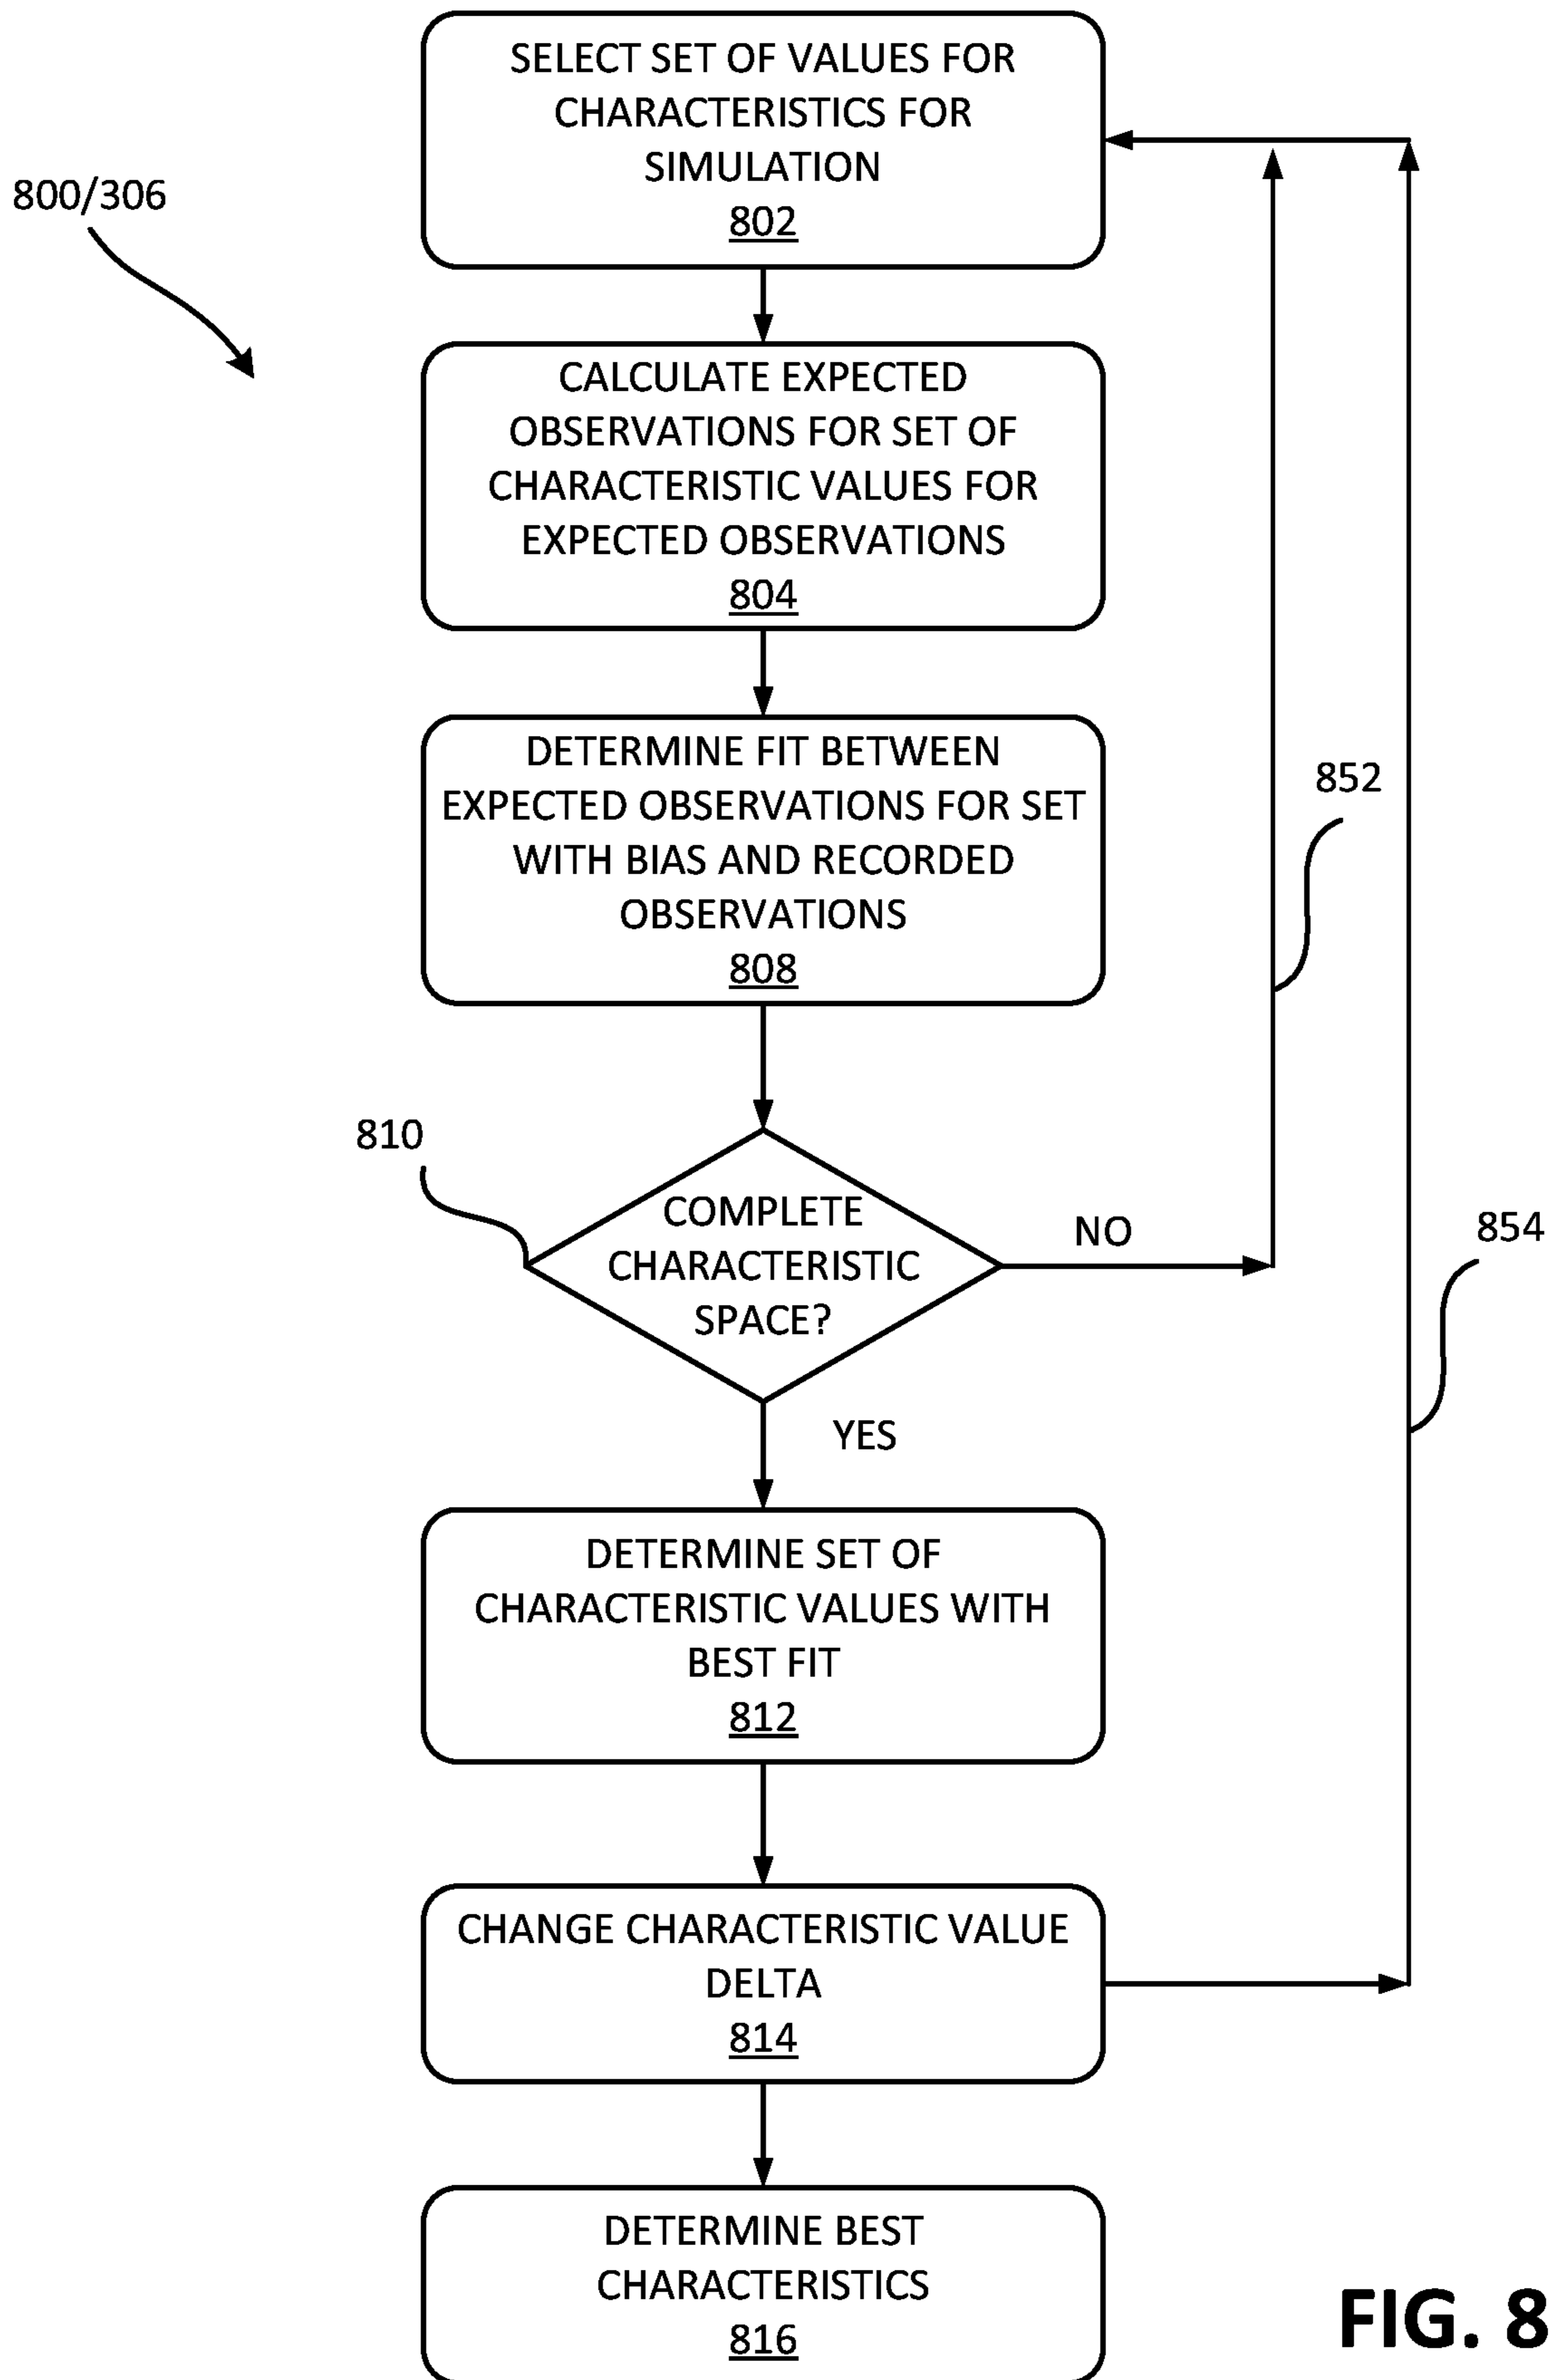 SELECT SET OF VALUES FOR
CHARACTERISTICS FOR
SIMULATION
802
800/306
CALCULATE EXPECTED
OBSERVATIONS FOR SET OF
CHARACTERISTIC VALUES FOR
EXPECTED OBSERVATIONS
804
DETERMINE FIT BETWEEN
EXPECTED OBSERVATIONS FOR SET
WITH BIAS AND RECORDED
OBSERVATIONS
808
852
810
COMPLETE
CHARACTERISTIC
SPACE?
NO
854
YES
DETERMINE SET OF
CHARACTERISTIC VALUES WITH
BEST FIT
812
CHANGE CHARACTERISTIC VALUE
DELTA
814
DETERMINE BEST
CHARACTERISTICS
816
FIG. 8